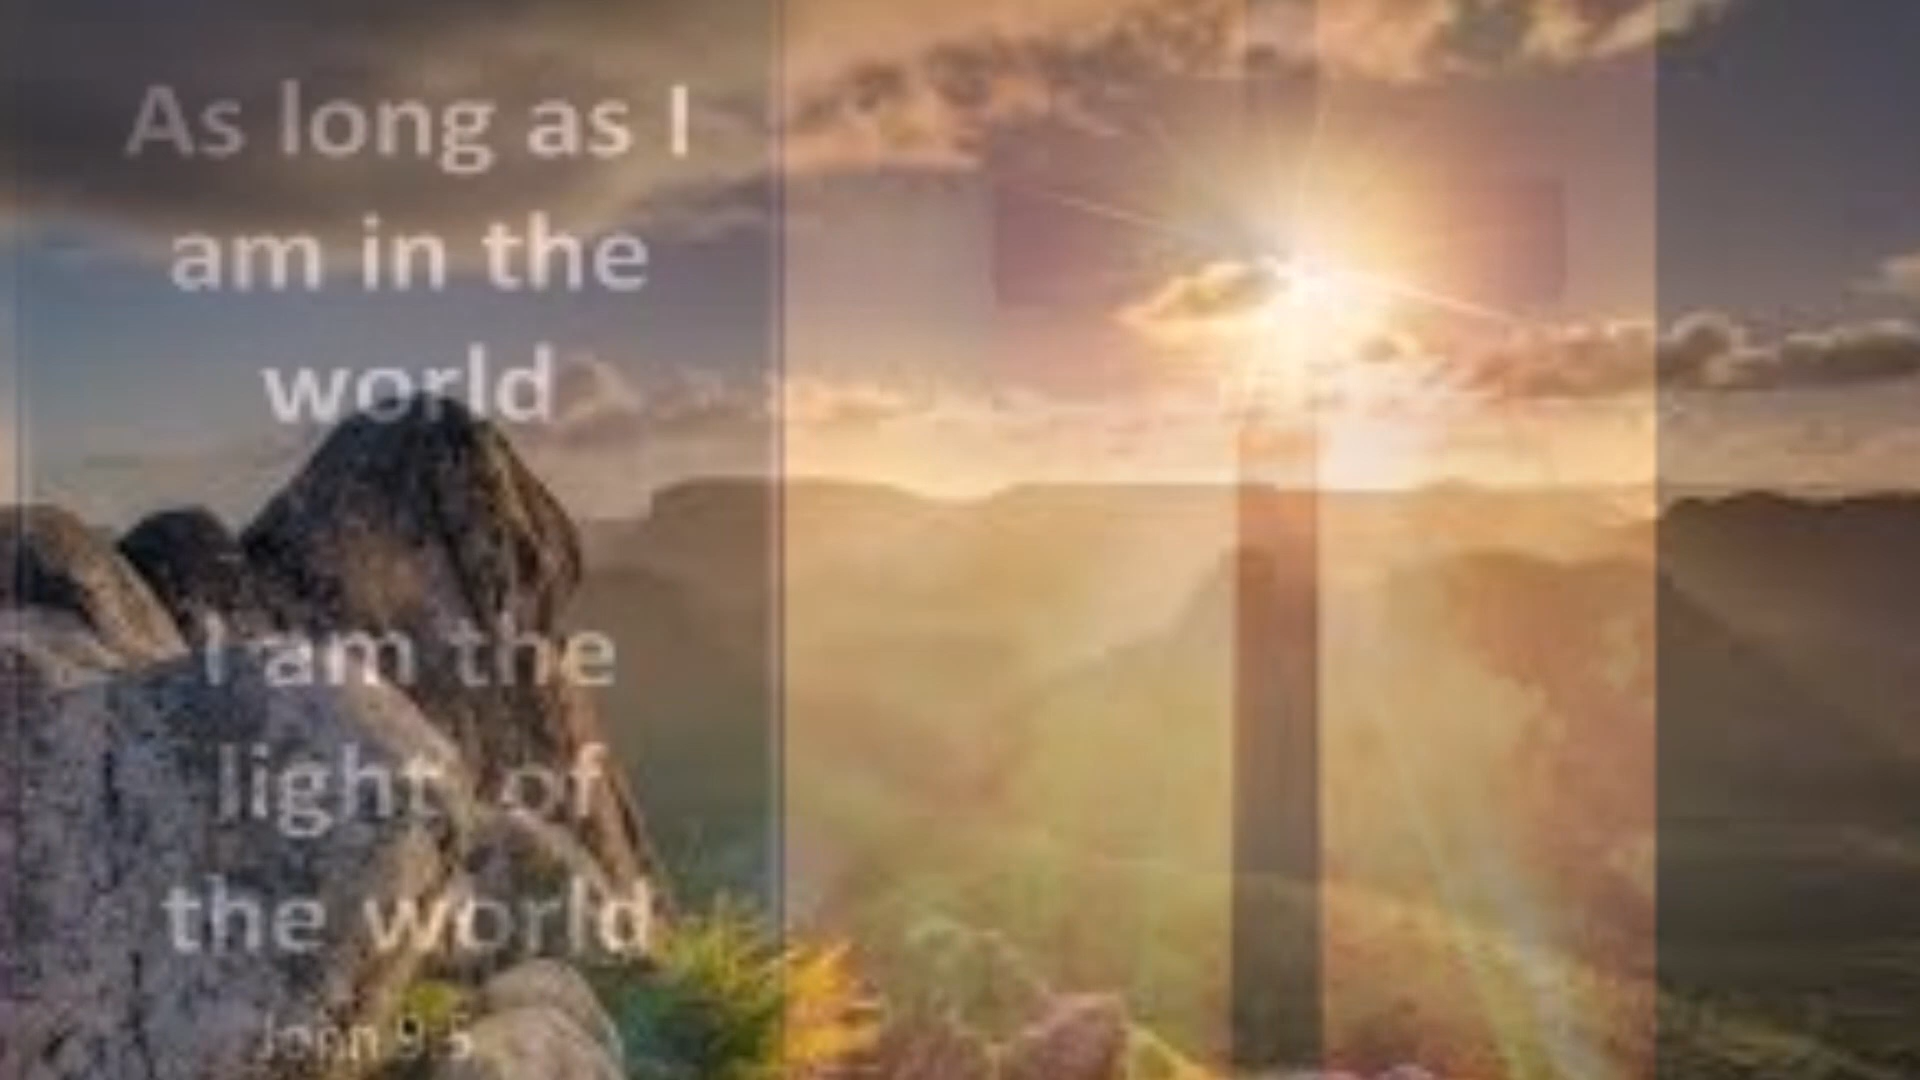 As long as I
am in the
world
I am the
light of
the world
John 9:5